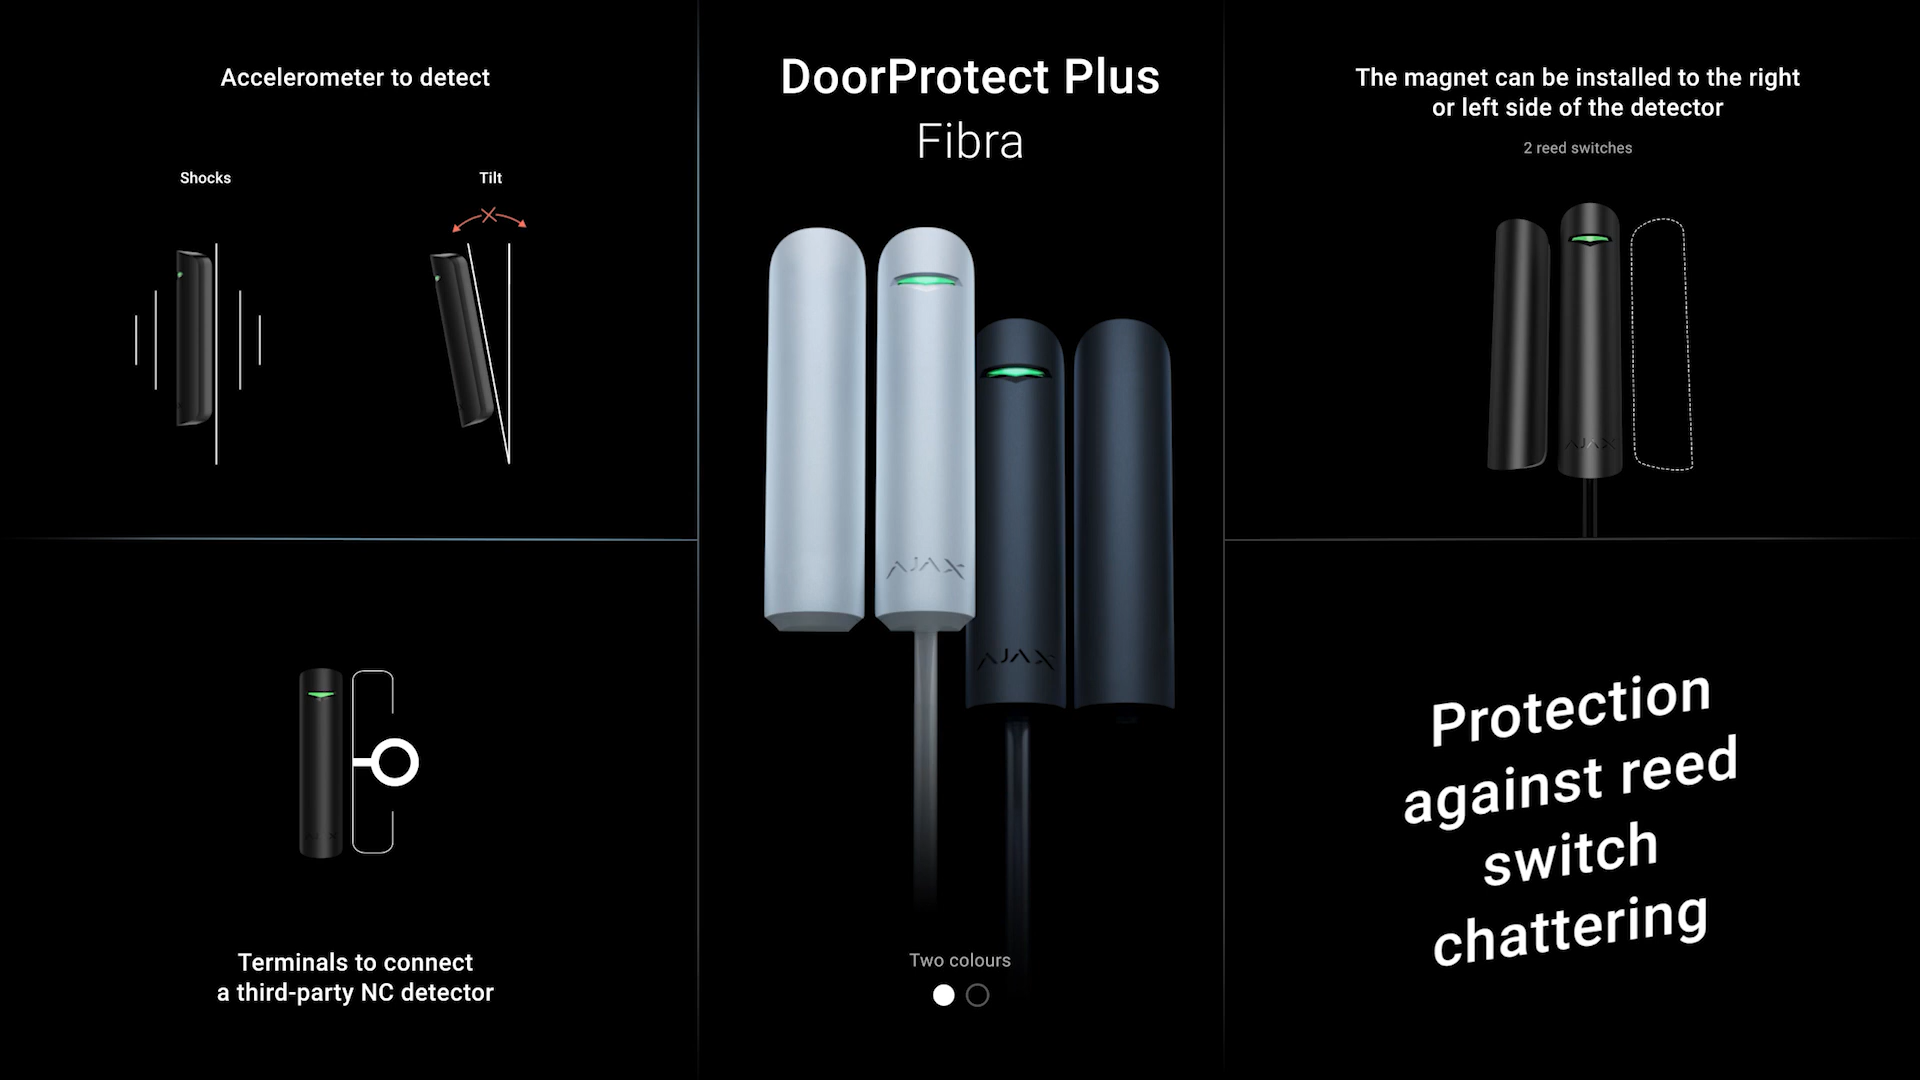 Accelerometer to detect
Shocks
Tilt
Terminals to connect
a third-party NC detector
DoorProtect Plus
Fibra
AJAX
AJAX
Two colours
The magnet can be installed to the right
or left side of the detector
2 reed switches
AJAX
Protection
against reed
switch
chattering